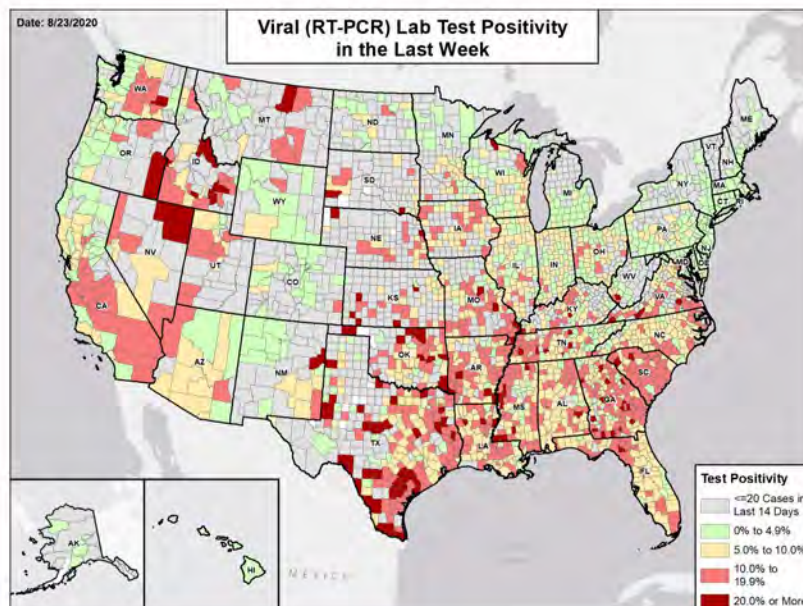 Date: 8/23/2020
Viral (RT-PCR) Lab Test Positivity
in the Last Week
WA
MT
ND
MN
ME
OR
ID
WY
SD
WI
MI
VT
NH
NY
MA
CT
RI
NV
UT
CO
NE
IA
IL
IN
OH
PA
NJ
DE
MD
WV
VA
CA
AZ
NM
KS
MO
KY
OK
AR
TN
NC
SC
TX
LA
MS
AL
GA
FL
AK
HI
MEXICO
Test Positivity
<=20 Cases in
Last 14 Days
0% to 4.9%
5.0% to 10.0%
10.0% to
19.9%
20.0% or More